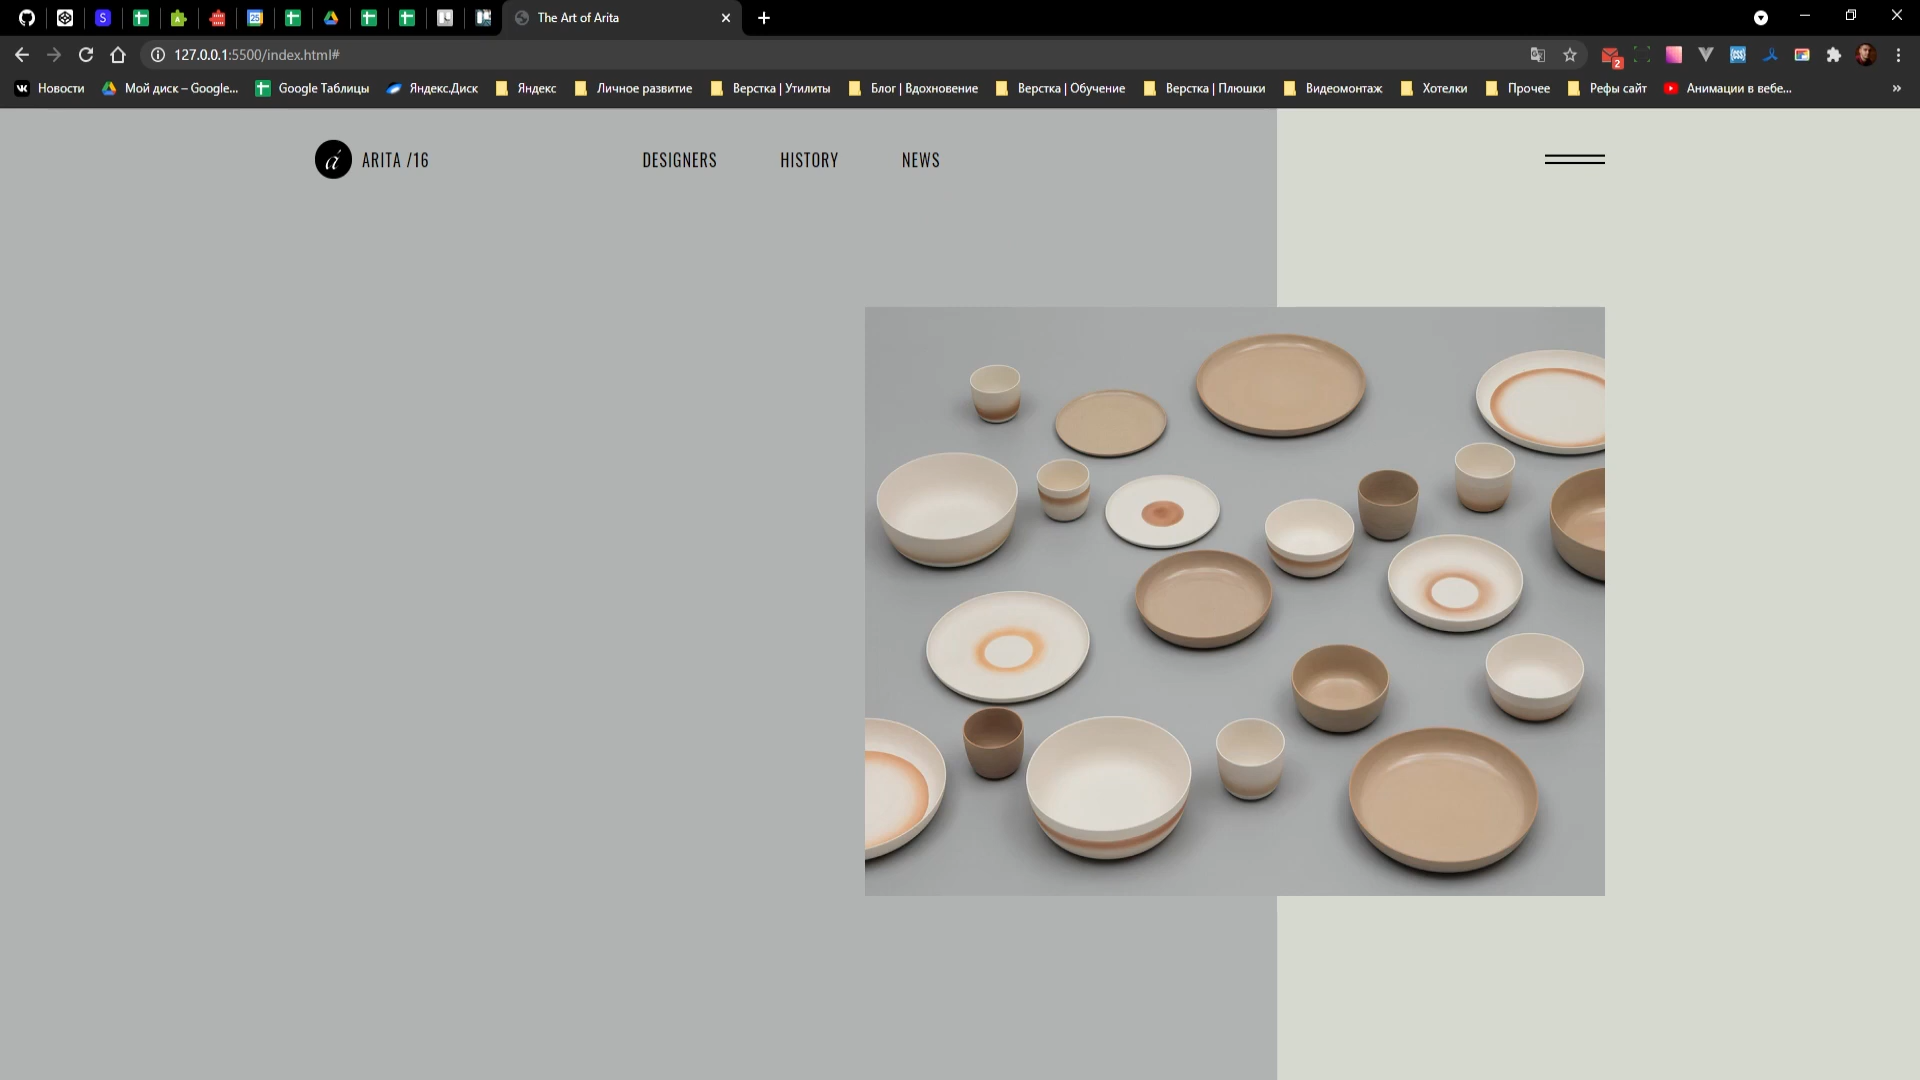 The Art of Arita
127.0.0.1:5500/index.html#
Новости Мой диск – Google... Google Таблицы Яндекс.Диск Яндекс Личное развитие Верстка | Утилиты Блог | Вдохновение Верстка | Обучение Верстка | Плюшки Видеомонтаж Хотелки Прочее Рефы сайт Анимации в вебе... »
á ARITA /16 DESIGNERS HISTORY NEWS